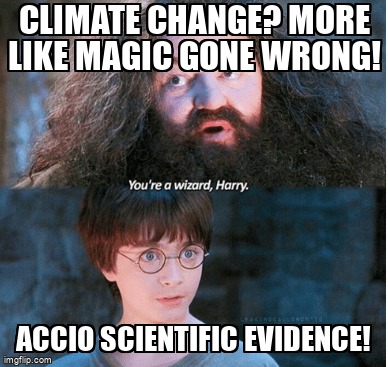 CLIMATE CHANGE? MORE
LIKE MAGIC GONE WRONG!
You're a wizard, Harry.
ACCIO SCIENTIFIC EVIDENCE!
imgflip.com